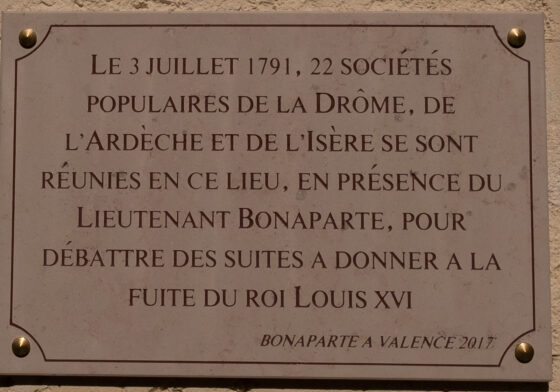 LE 3 JUILLET 1791, 22 SOCIÉTÉS
POPULAIRES DE LA DRÔME, DE
L'ARDÈCHE ET DE L'ISÈRE SE SONT
RÉUNIES EN CE LIEU, EN PRÉSENCE DU
LIEUTENANT BONAPARTE, POUR
DÉBATTRE DES SUITES A DONNER A LA
FUITE DU ROI LOUIS XVI
BONAPARTE A VALENCE 2017